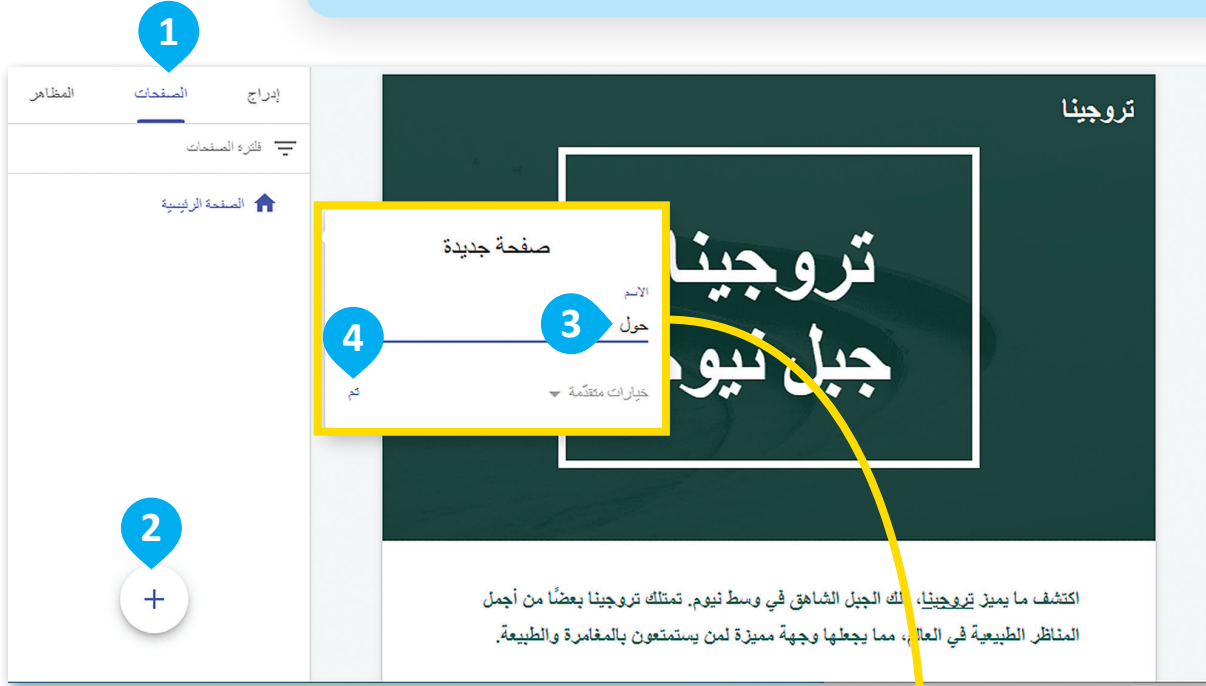 1
إدراج
الصفحات
المظاهر
فلترة الصفحات
الصفحة الرئيسية
2
+
صفحة جديدة
الاسم
حول
3
4
خيارات متقدّمة
تم
تروجينا
تروجينا
جبل نيوم
اكتشف ما يميز تروجينا، ذلك الجبل الشاهق في وسط نيوم. تمتلك تروجينا بعضًا من أجمل
المناظر الطبيعية في العالم، مما يجعلها وجهة مميزة لمن يستمتعون بالمغامرة والطبيعة.